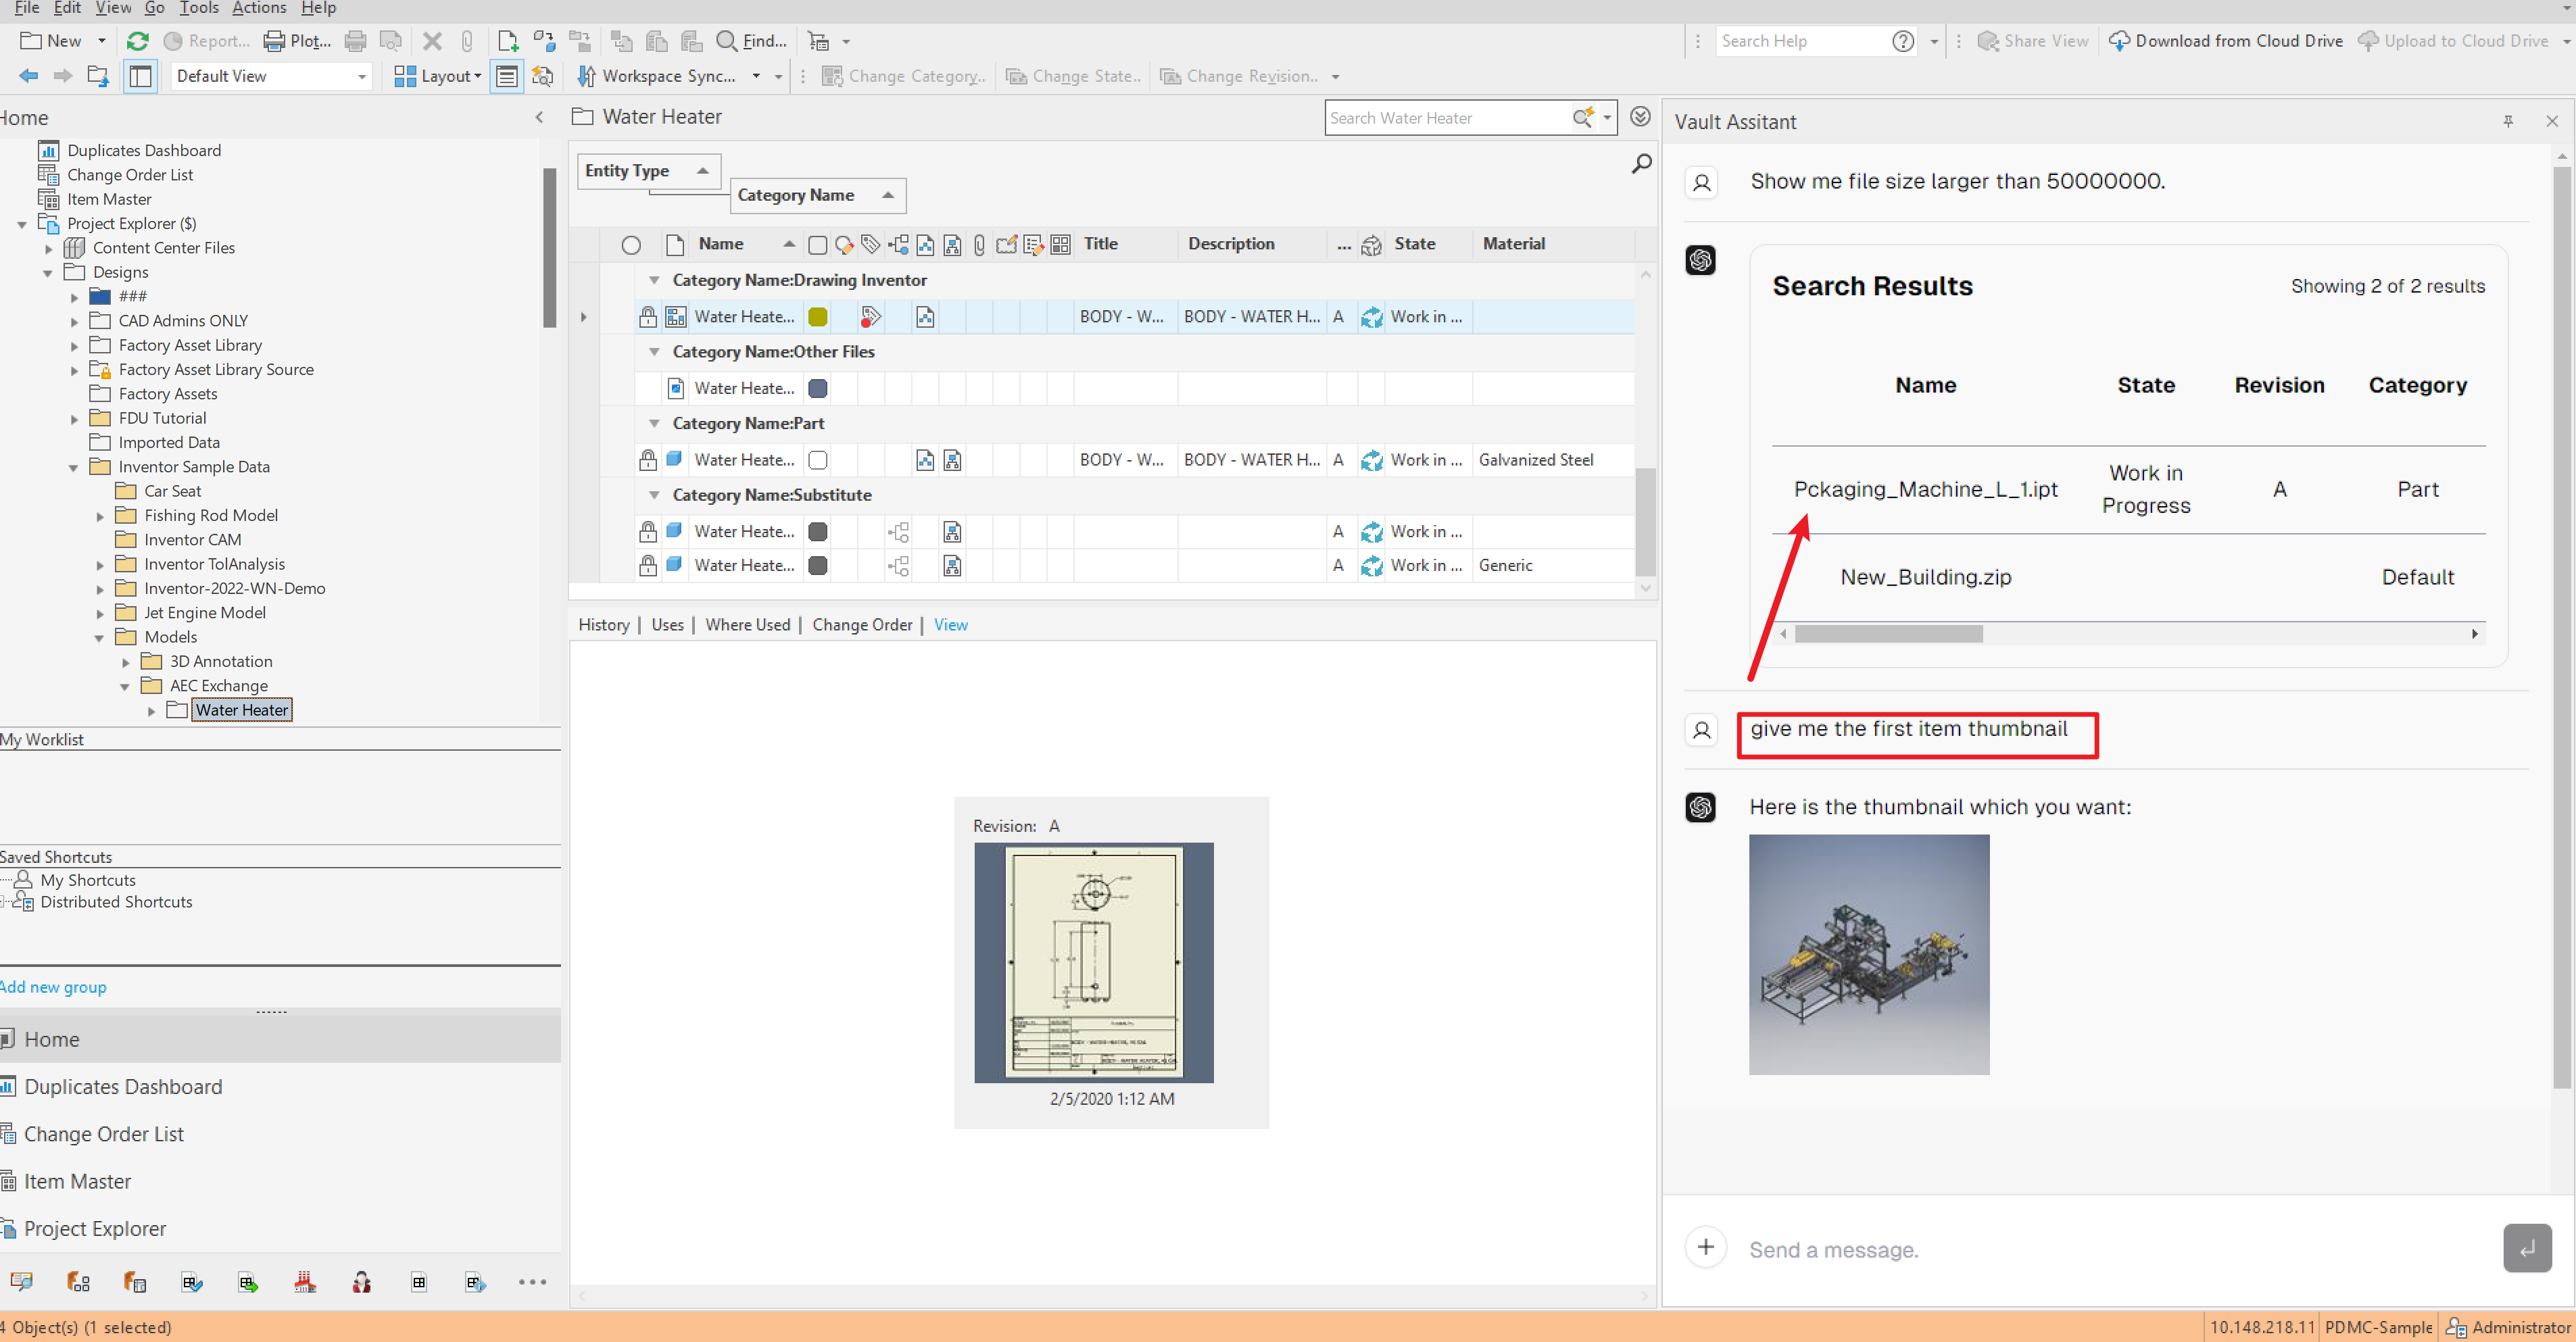 File Edit View Go Tools Actions Help
New Report... Plot... Find... Search Help Share View Download from Cloud Drive Upload to Cloud Drive
Default View Layout Workspace Sync... Change Category.. Change State.. Change Revision..
Home
Duplicates Dashboard
Change Order List
Item Master
Project Explorer ($)
Content Center Files
Designs
###
CAD Admins ONLY
Factory Asset Library
Factory Asset Library Source
Factory Assets
FDU Tutorial
Imported Data
Inventor Sample Data
Car Seat
Fishing Rod Model
Inventor CAM
Inventor TolAnalysis
Inventor-2022-WN-Demo
Jet Engine Model
Models
3D Annotation
AEC Exchange
Water Heater
My Worklist
Saved Shortcuts
My Shortcuts
Distributed Shortcuts
Add new group
Home
Duplicates Dashboard
Change Order List
Item Master
Project Explorer
Water Heater
Search Water Heater
Entity Type
Category Name
Name Title Description ... State Material
Category Name:Drawing Inventor
Water Heate... BODY - W... BODY - WATER H... A Work in ...
Category Name:Other Files
Water Heate...
Category Name:Part
Water Heate... BODY - W... BODY - WATER H... A Work in ... Galvanized Steel
Category Name:Substitute
Water Heate... A Work in ...
Water Heate... A Work in ... Generic
History Uses Where Used Change Order View
Revision: A
BODY - WATER HEATER,
BODY - WATER HEATER,
2/5/2020 1:12 AM
Vault Assitant
Show me file size larger than 50000000.
Search Results Showing 2 of 2 results
Name State Revision Category
Pckaging_Machine_L_1.ipt Work in Progress A Part
New_Building.zip Default
give me the first item thumbnail
Here is the thumbnail which you want:
Send a message.
4 Object(s) (1 selected) 10.148.218.11 PDMC-Sample Administrator